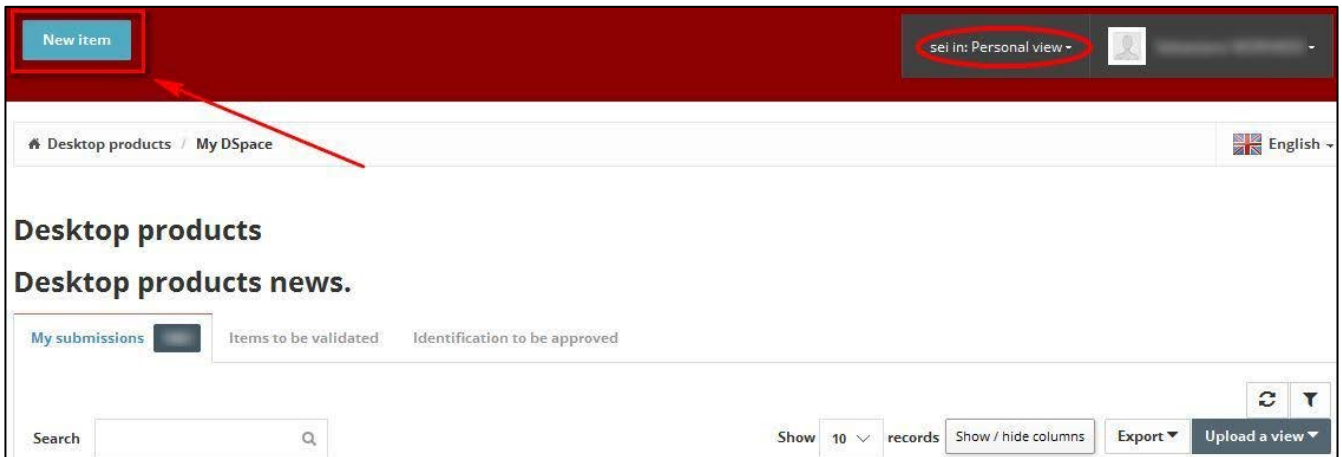 New item
sei in: Personal view
Desktop products / My DSpace
English
Desktop products
Desktop products news.
My submissions Items to be validated Identification to be approved
Search Show 10 records Show / hide columns Export Upload a view